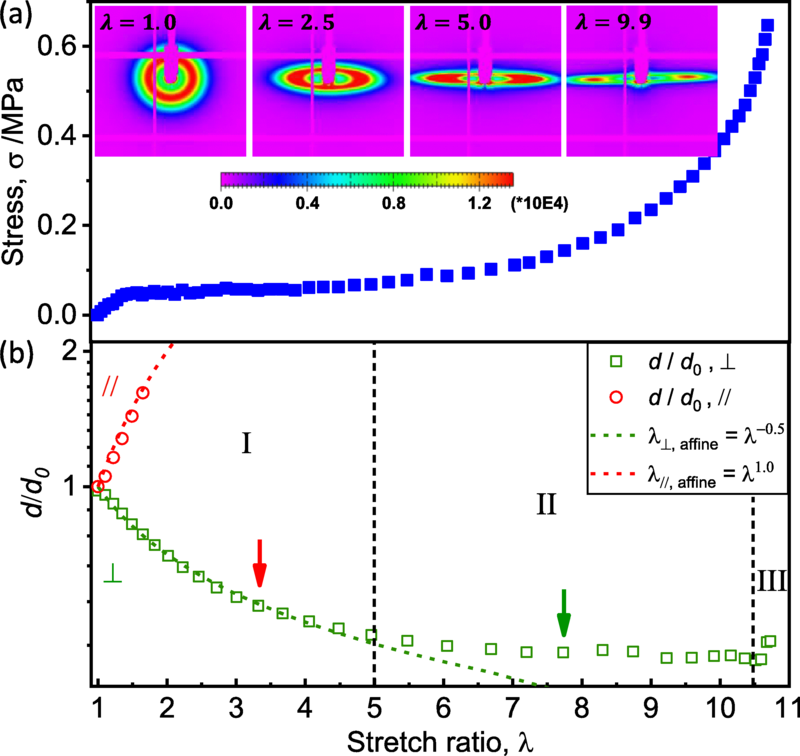 (a)
λ = 1.0
λ = 2.5
λ = 5.0
λ = 9.9
0.6
0.4
0.2
0.0
Stress, σ /MPa
0.0 0.4 0.8 1.2 (*10E4)
(b)
2
1
d/d0
//
⊥
I
II
III
d / d0 , ⊥
d / d0 , //
λ⊥, affine = λ−0.5
λ//, affine = λ1.0
1 2 3 4 5 6 7 8 9 10 11
Stretch ratio, λ